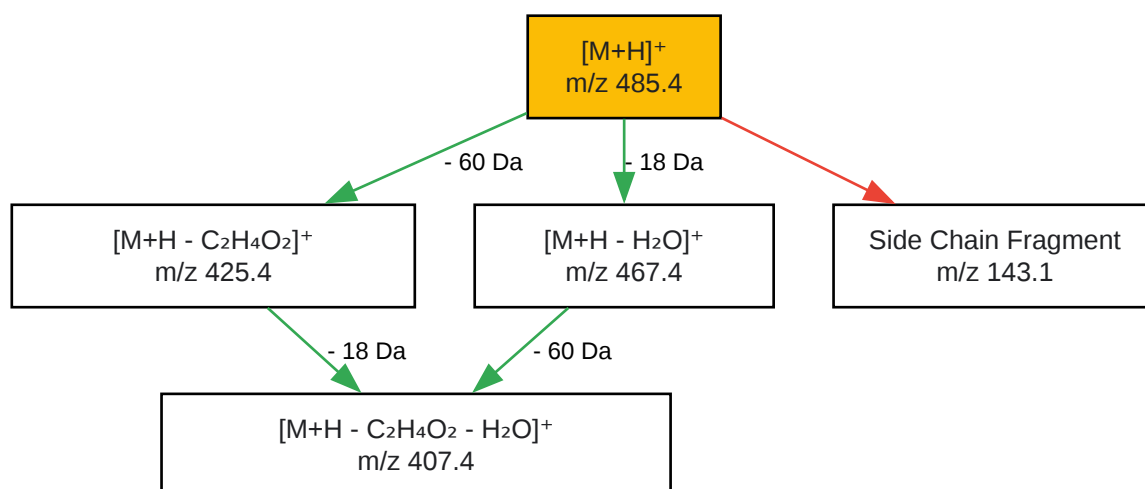 [M+H]⁺
m/z 485.4
- 60 Da
- 18 Da
[M+H - C₂H₄O₂]⁺
m/z 425.4
[M+H - H₂O]⁺
m/z 467.4
Side Chain Fragment
m/z 143.1
- 18 Da
- 60 Da
[M+H - C₂H₄O₂ - H₂O]⁺
m/z 407.4